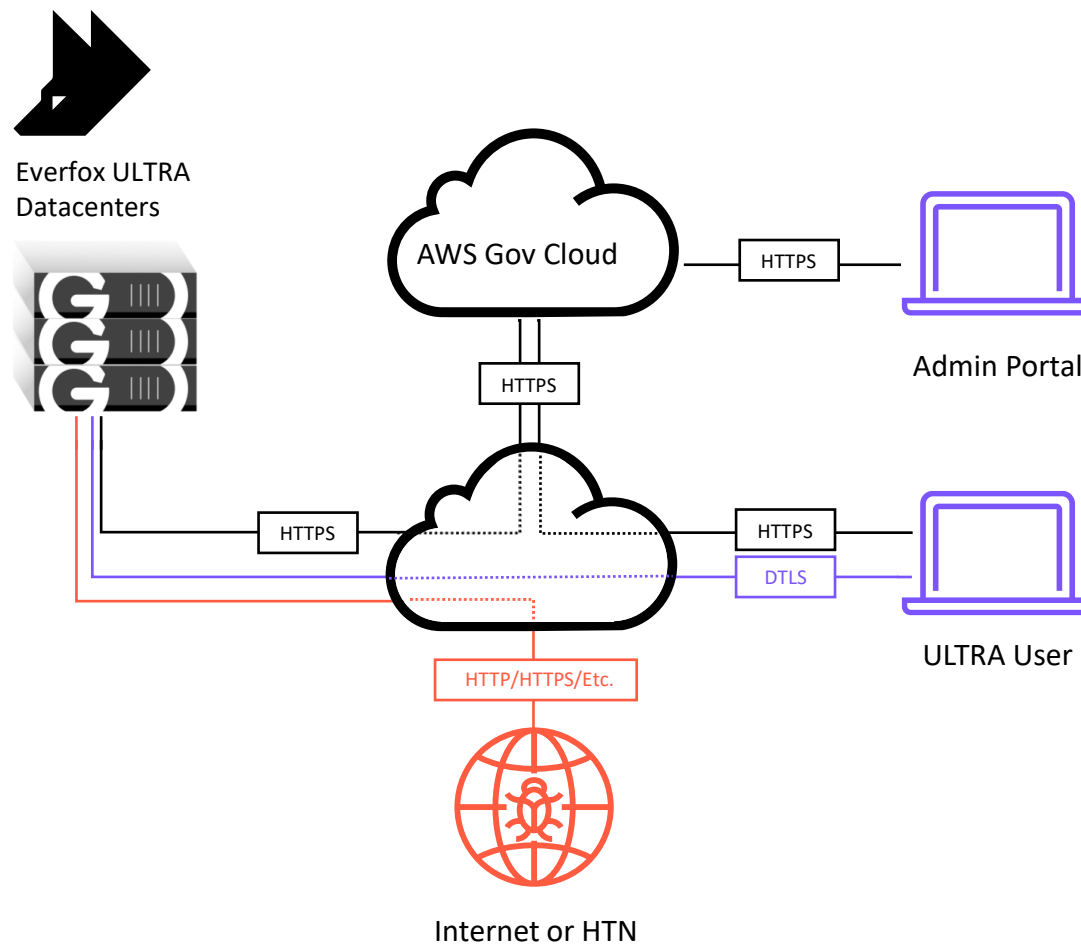 Everfox ULTRA
Datacenters
AWS Gov Cloud
HTTPS
Admin Portal
HTTPS
HTTPS
HTTPS
DTLS
ULTRA User
HTTP/HTTPS/Etc.
Internet or HTN